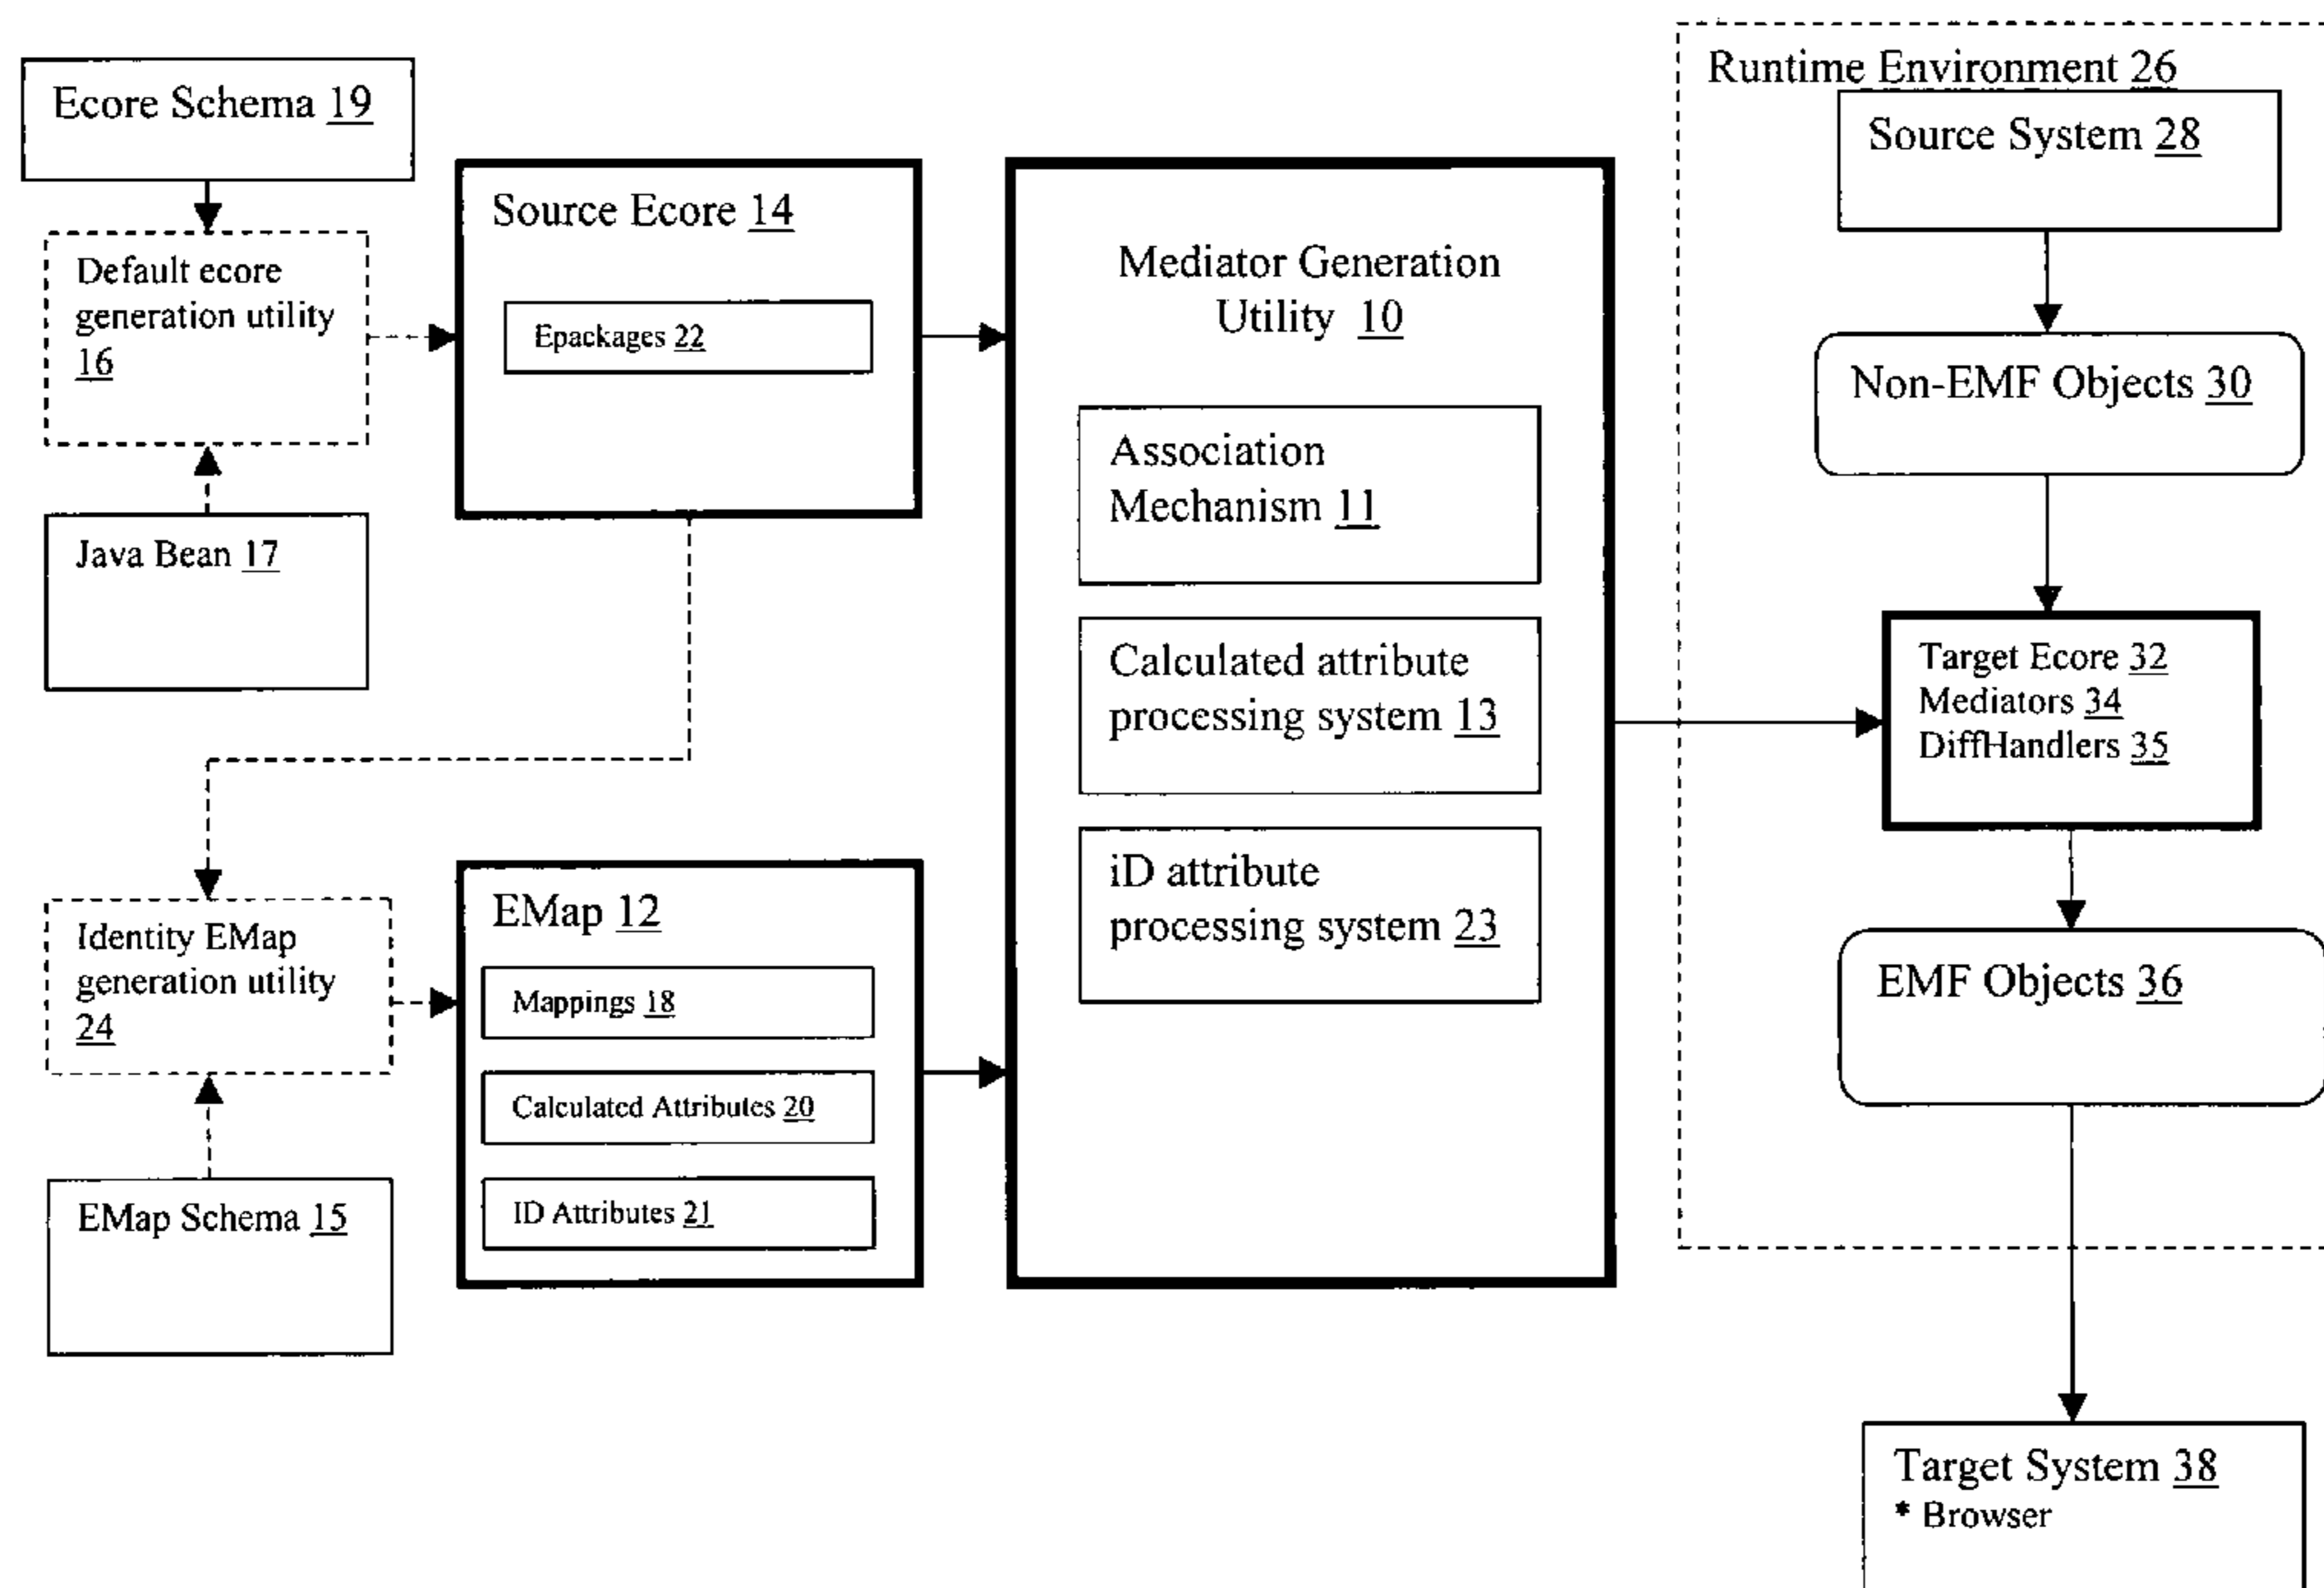 Ecore Schema 19
Default ecore
generation utility
16
Java Bean 17
Source Ecore 14
Epackages 22
Identity EMap
generation utility
24
EMap Schema 15
EMap 12
Mappings 18
Calculated Attributes 20
ID Attributes 21
Mediator Generation
Utility 10
Association
Mechanism 11
Calculated attribute
processing system 13
iD attribute
processing system 23
Runtime Environment 26
Source System 28
Non-EMF Objects 30
Target Ecore 32
Mediators 34
DiffHandlers 35
EMF Objects 36
Target System 38
* Browser